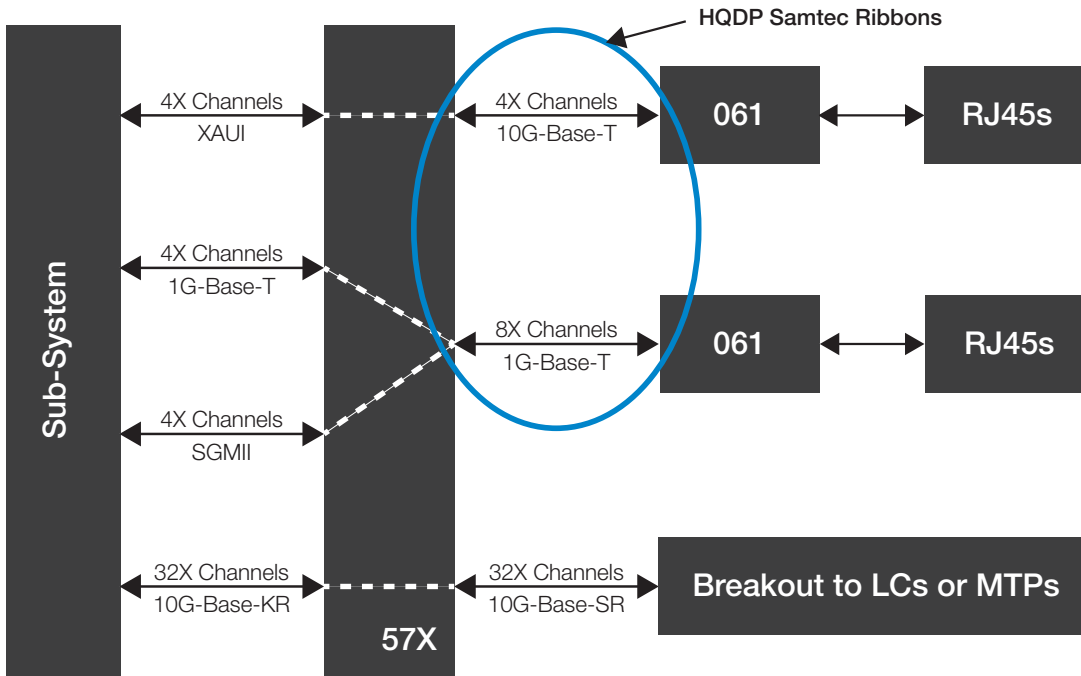 HQDP Samtec Ribbons
4X Channels
XAUI
4X Channels
10G-Base-T
061
RJ45s
Sub-System
4X Channels
1G-Base-T
8X Channels
1G-Base-T
061
RJ45s
4X Channels
SGMII
32X Channels
10G-Base-KR
32X Channels
10G-Base-SR
Breakout to LCs or MTPs
57X